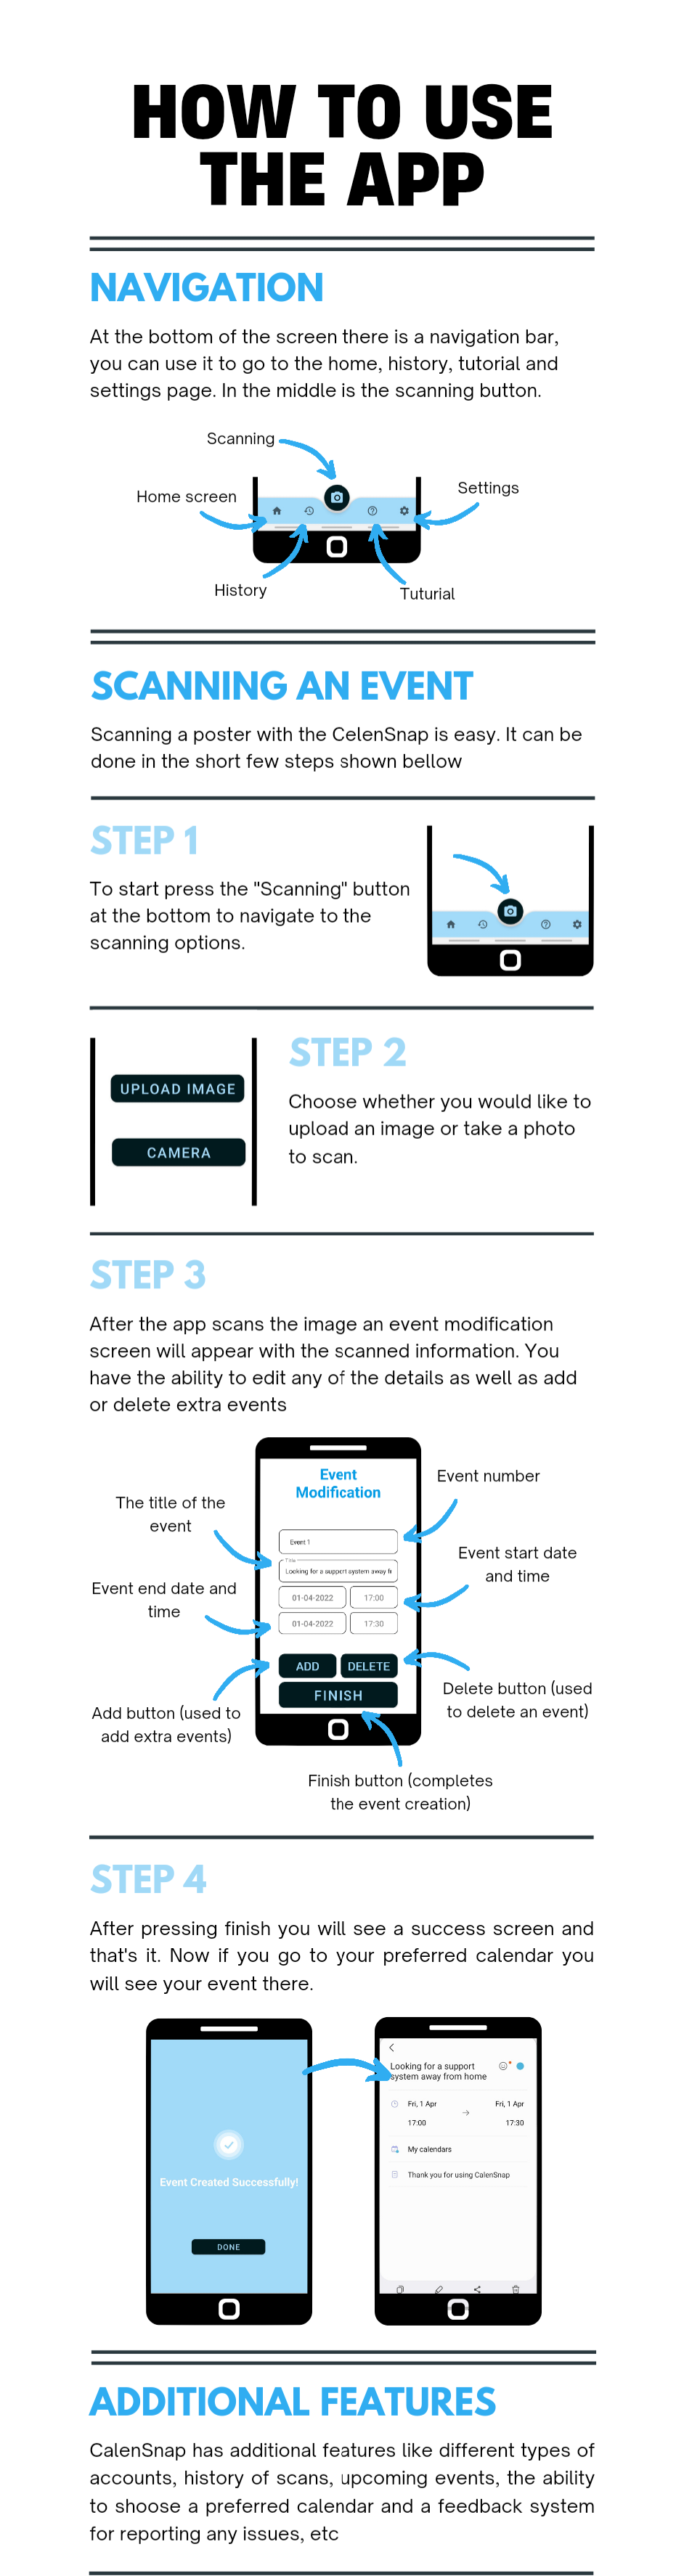 HOW TO USE
THE APP
NAVIGATION
At the bottom of the screen there is a navigation bar,
you can use it to go to the home, history, tutorial and
settings page. In the middle is the scanning button.
Scanning
Home screen
Settings
History
Tuturial
SCANNING AN EVENT
Scanning a poster with the CelenSnap is easy. It can be
done in the short few steps shown bellow
STEP 1
To start press the "Scanning" button
at the bottom to navigate to the
scanning options.
UPLOAD IMAGE
CAMERA
STEP 2
Choose whether you would like to
upload an image or take a photo
to scan.
STEP 3
After the app scans the image an event modification
screen will appear with the scanned information. You
have the ability to edit any of the details as well as add
or delete extra events
Event
Modification
Event number
The title of the
event
Event 1
Title
Looking for a support system away fr
Event start date
and time
Event end date and
time
01-04-2022 17:00
01-04-2022 17:30
ADD DELETE
FINISH
Add button (used to
add extra events)
Delete button (used
to delete an event)
Finish button (completes
the event creation)
STEP 4
After pressing finish you will see a success screen and
that's it. Now if you go to your preferred calendar you
will see your event there.
Event Created Successfully!
DONE
Looking for a support
system away from home
Fri, 1 Apr Fri, 1 Apr
17:00 17:30
My calendars
Thank you for using CalenSnap
ADDITIONAL FEATURES
CalenSnap has additional features like different types of
accounts, history of scans, upcoming events, the ability
to shoose a preferred calendar and a feedback system
for reporting any issues, etc